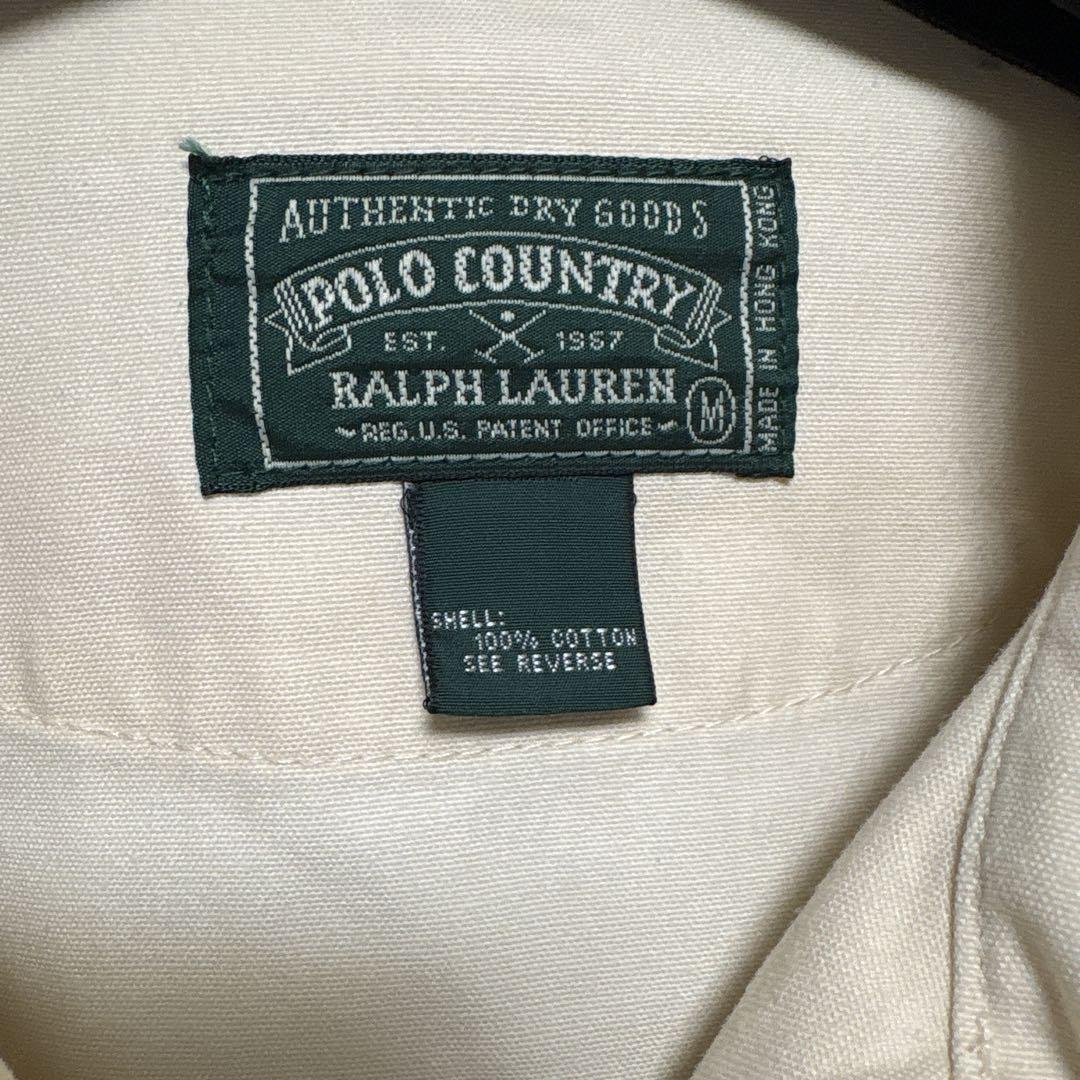 AUTHENTIC DRY GOODS
POLO COUNTRY
EST. 1967
RALPH LAUREN
REG. U.S. PATENT OFFICE
M
MADE IN HONG KONG
SHELL:
100% COTTON
SEE REVERSE